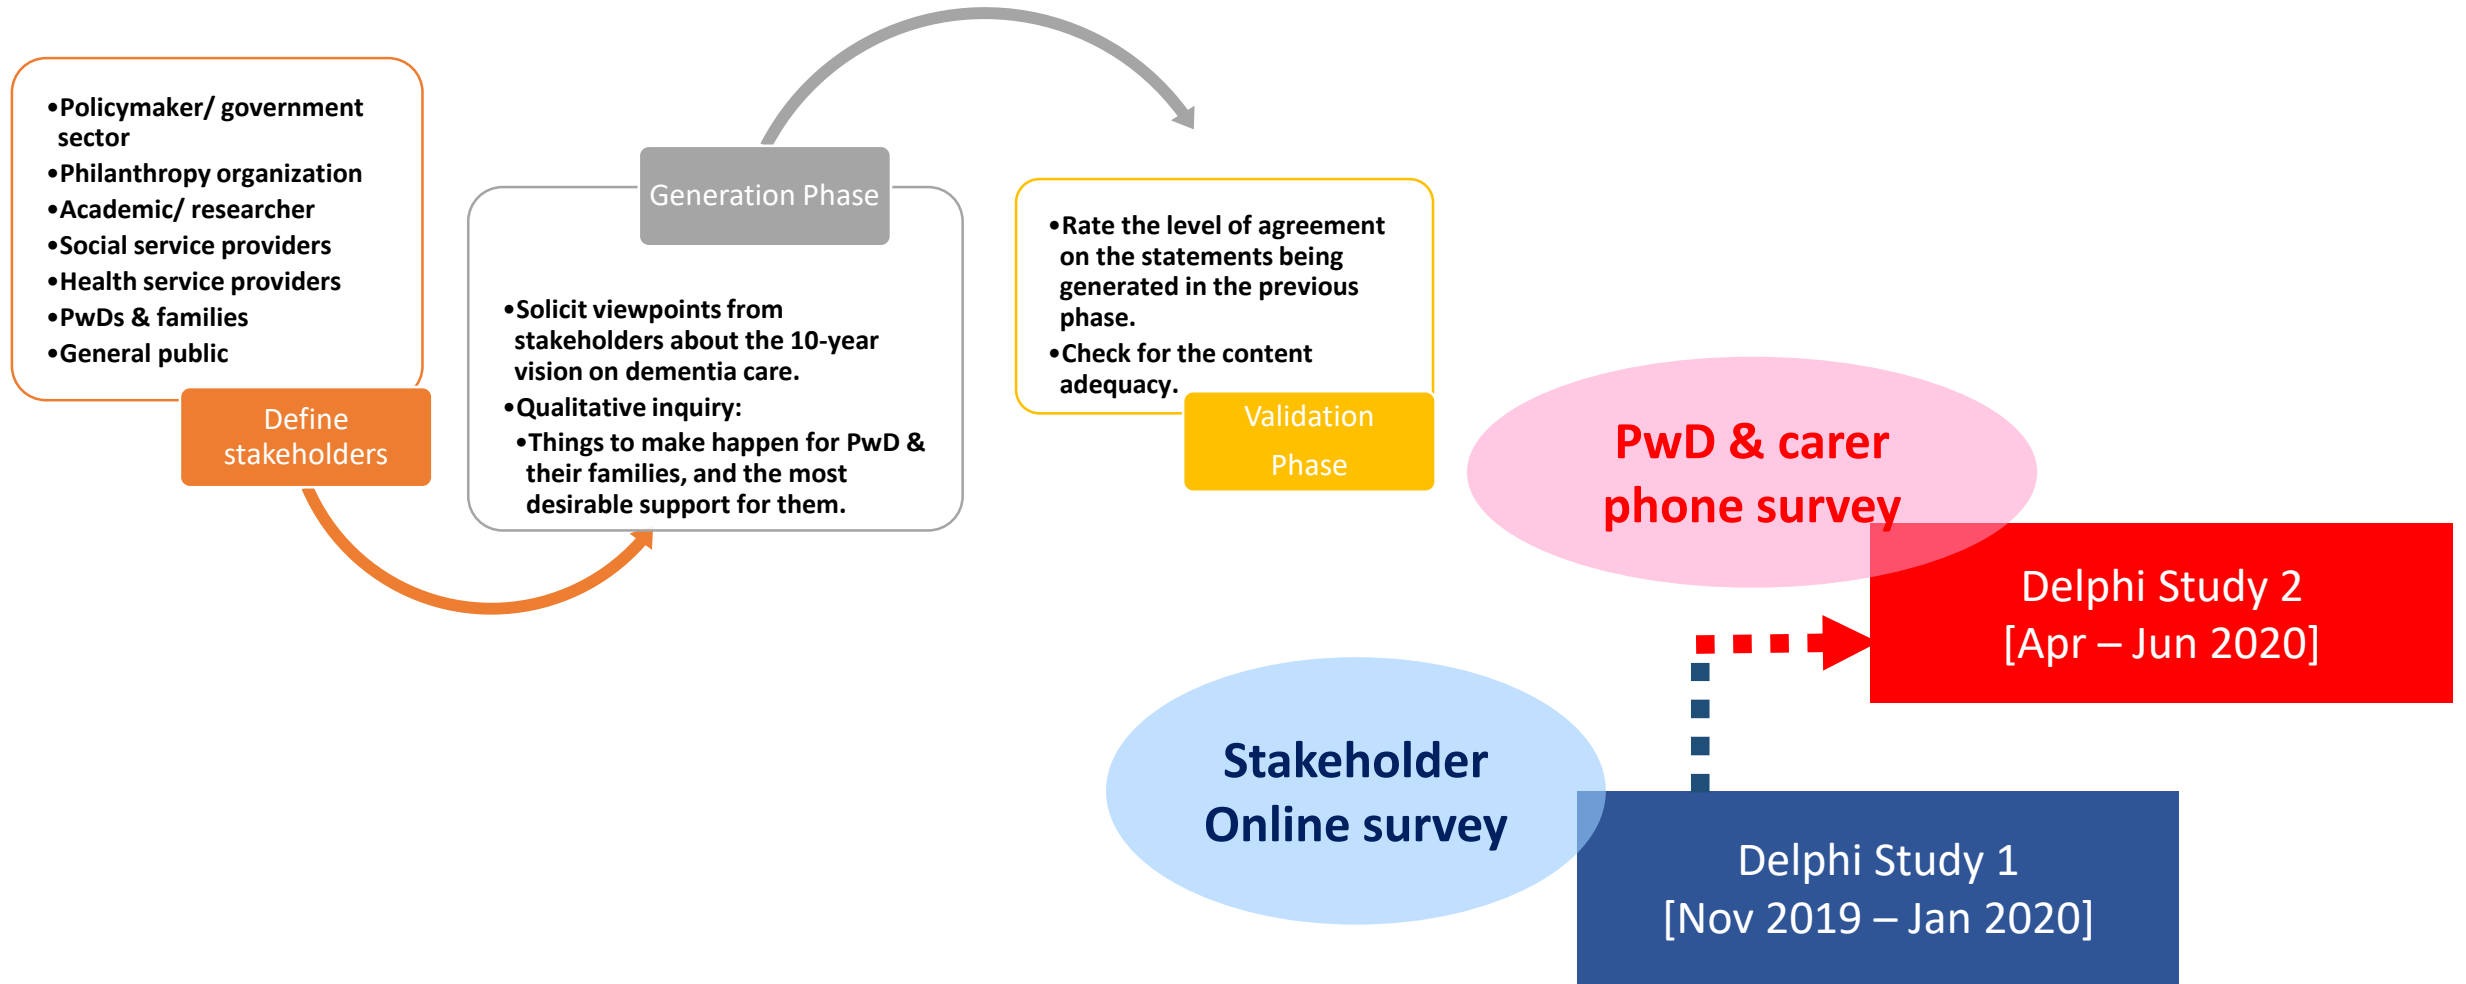 •Policymaker/ government
sector
•Philanthropy organization
•Academic/ researcher
•Social service providers
•Health service providers
•PwDs & families
•General public
Define
stakeholders
Generation Phase
•Solicit viewpoints from
stakeholders about the 10-year
vision on dementia care.
•Qualitative inquiry:
•Things to make happen for PwD &
their families, and the most
desirable support for them.
•Rate the level of agreement
on the statements being
generated in the previous
phase.
•Check for the content
adequacy.
Validation
Phase
PwD & carer
phone survey
Delphi Study 2
[Apr – Jun 2020]
Stakeholder
Online survey
Delphi Study 1
[Nov 2019 – Jan 2020]